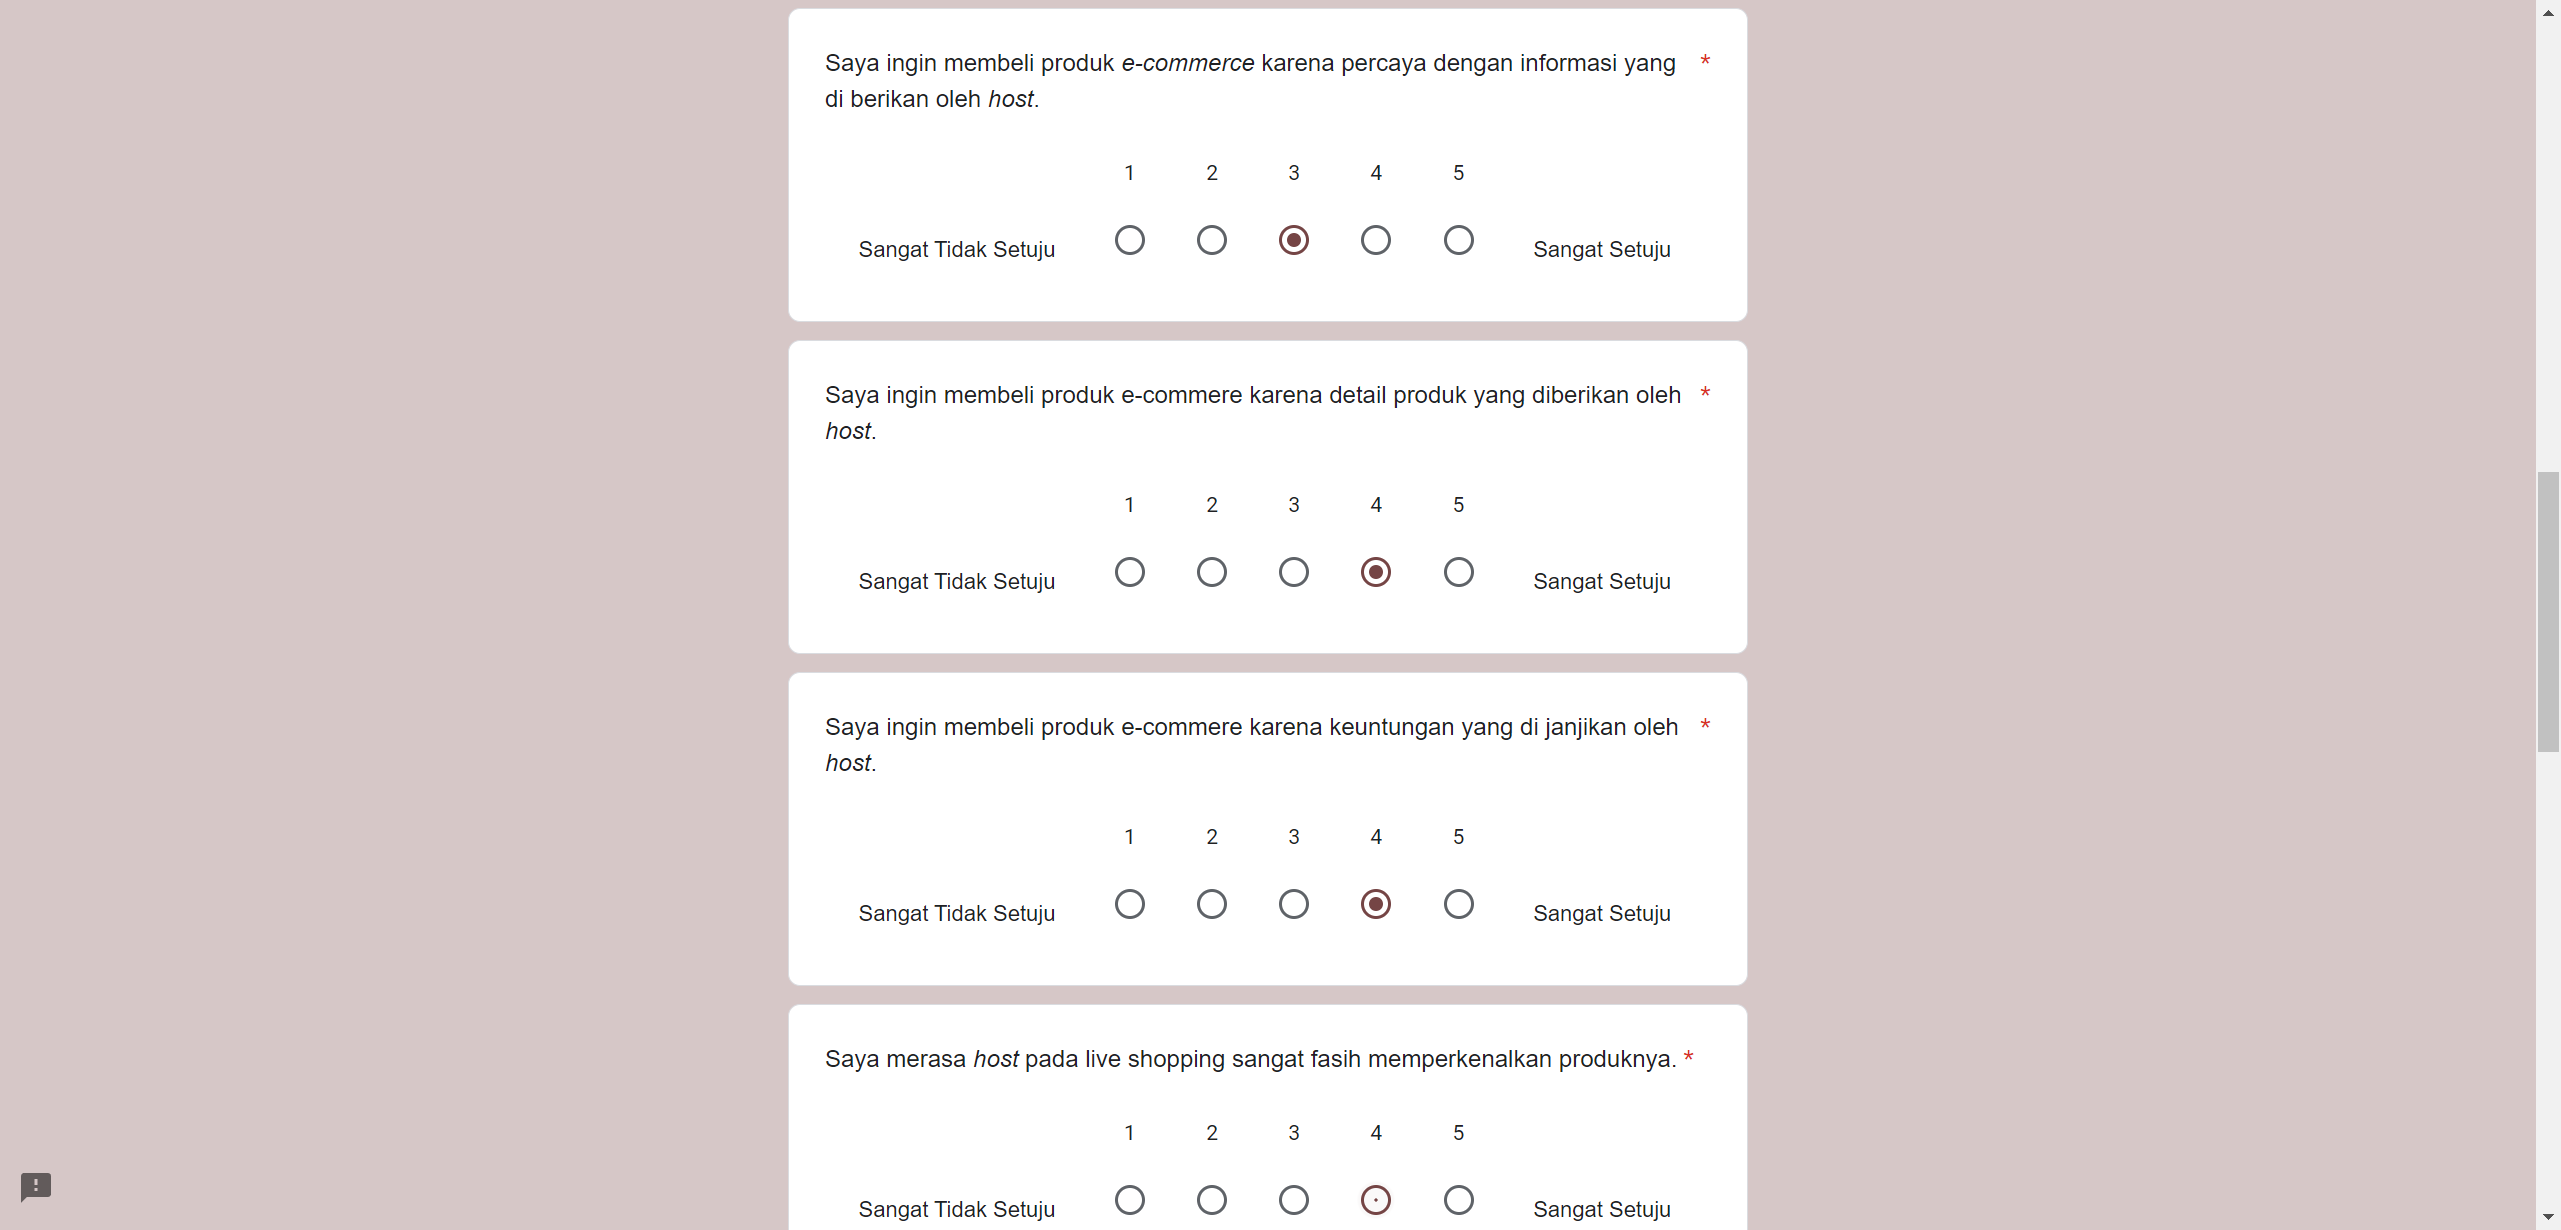 Saya ingin membeli produk e-commerce karena percaya dengan informasi yang *
di berikan oleh host.
1 2 3 4 5
Sangat Tidak Setuju Sangat Setuju
Saya ingin membeli produk e-commere karena detail produk yang diberikan oleh *
host.
1 2 3 4 5
Sangat Tidak Setuju Sangat Setuju
Saya ingin membeli produk e-commere karena keuntungan yang di janjikan oleh *
host.
1 2 3 4 5
Sangat Tidak Setuju Sangat Setuju
Saya merasa host pada live shopping sangat fasih memperkenalkan produknya. *
1 2 3 4 5
Sangat Tidak Setuju Sangat Setuju